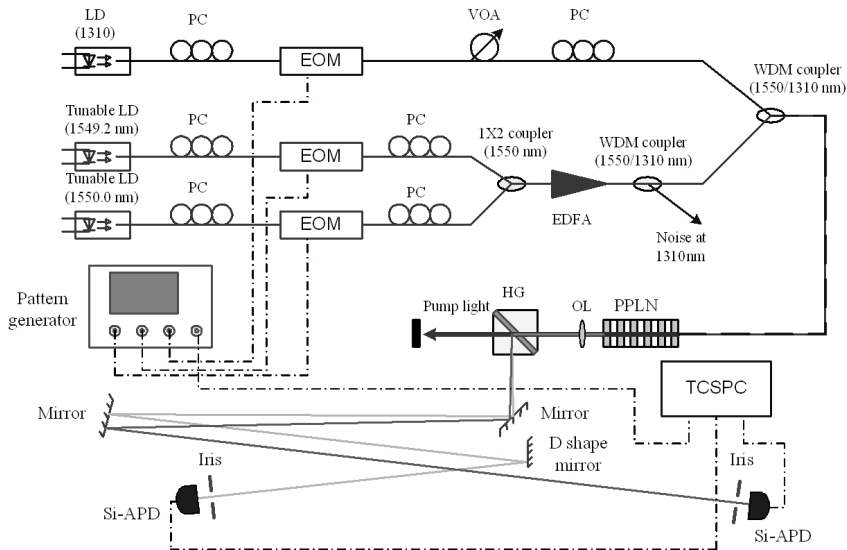 LD
(1310)
PC
EOM
VOA
PC
WDM coupler
(1550/1310 nm)
Tunable LD
(1549.2 nm)
PC
EOM
PC
1X2 coupler
(1550 nm)
WDM coupler
(1550/1310 nm)
Tunable LD
(1550.0 nm)
PC
EOM
PC
EDFA
Noise at
1310nm
Pattern
generator
Pump light
HG
OL
PPLN
TCSPC
Mirror
Mirror
D shape
mirror
Iris
Si-APD
Iris
Si-APD